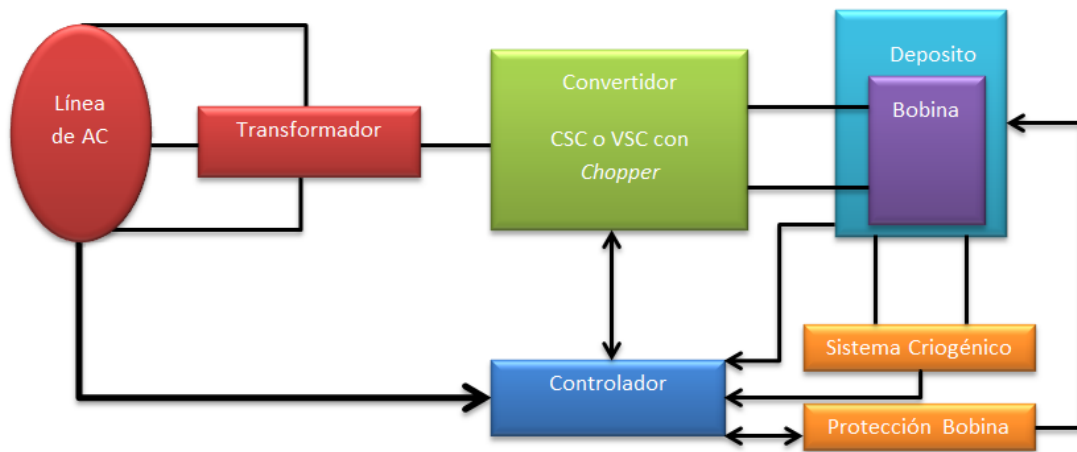 Línea
de AC
Transformador
Convertidor
CSC o VSC con
Chopper
Deposito
Bobina
Sistema Criogénico
Controlador
Protección Bobina